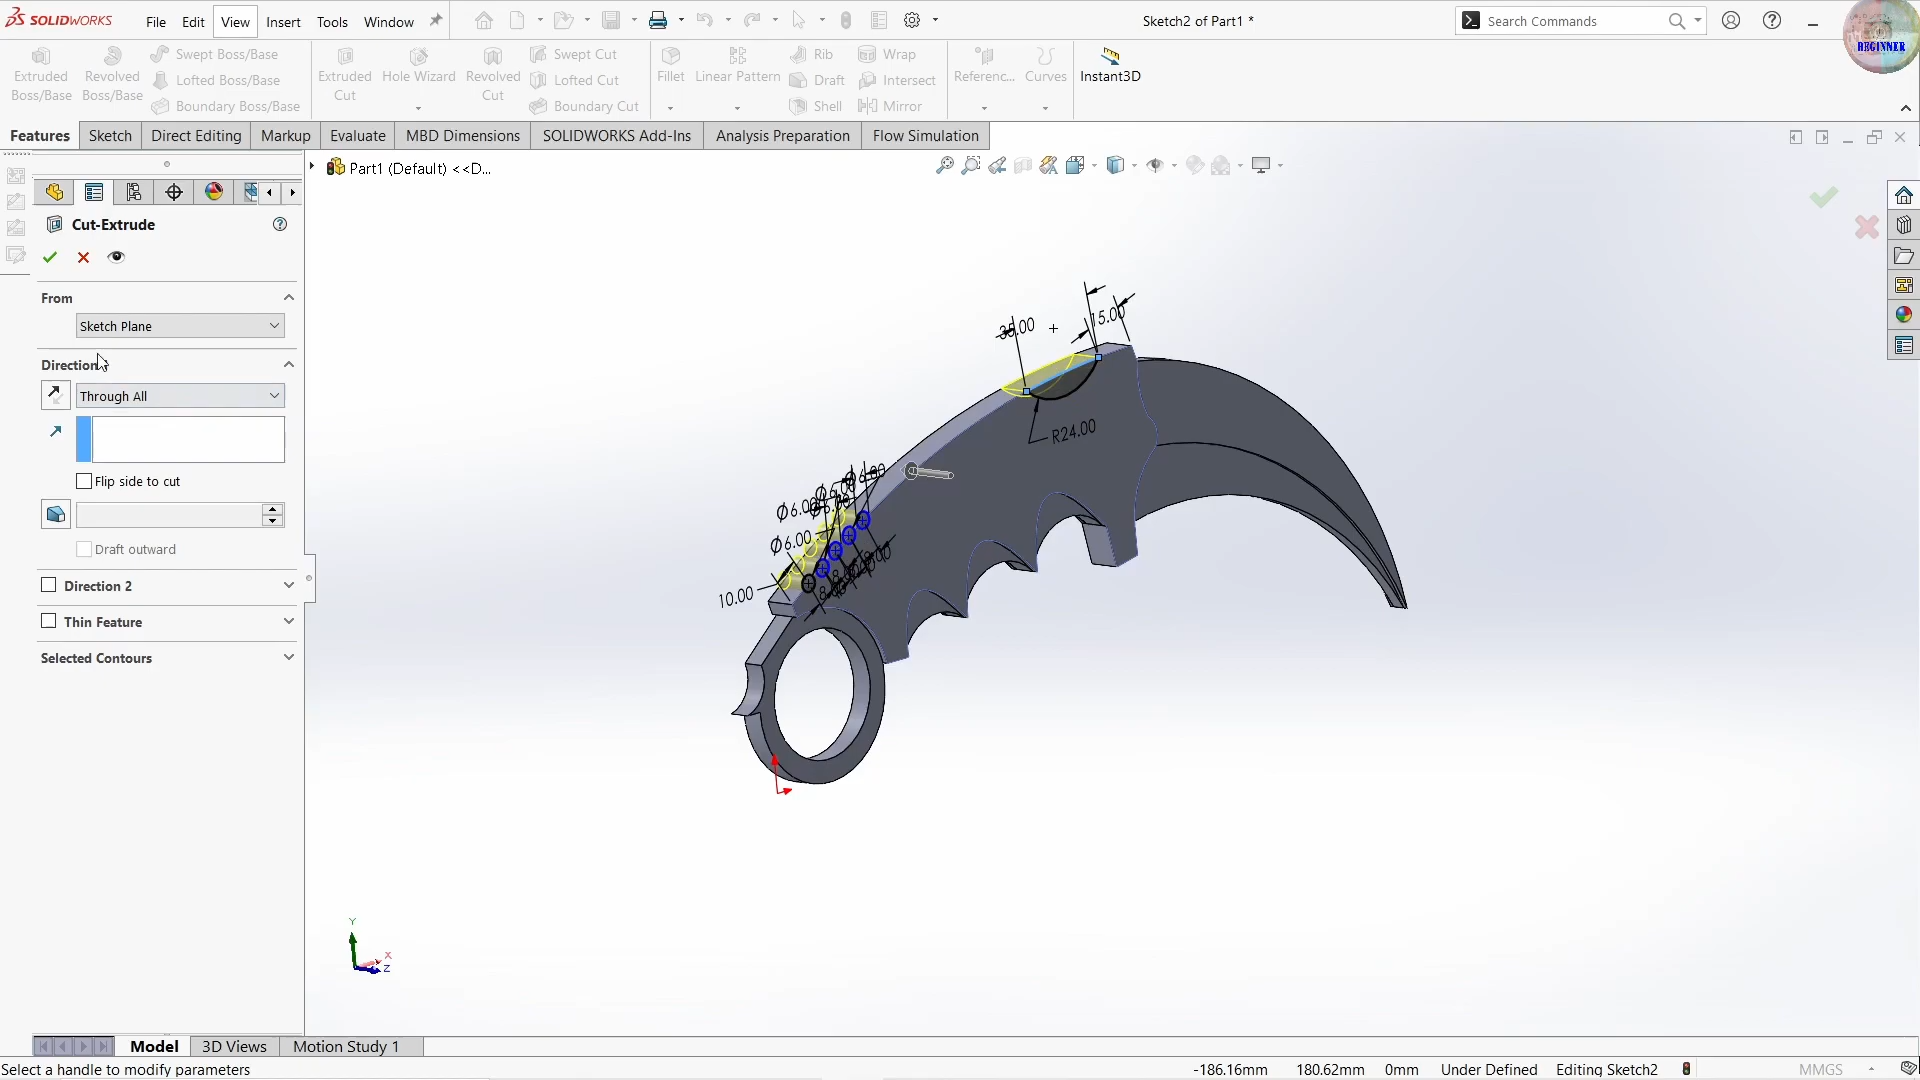 SOLIDWORKS File Edit View Insert Tools Window
Sketch2 of Part1 *
Search Commands
BEGINNER
Extruded Boss/Base
Revolved Boss/Base
Swept Boss/Base
Lofted Boss/Base
Boundary Boss/Base
Extruded Cut
Hole Wizard
Revolved Cut
Swept Cut
Lofted Cut
Boundary Cut
Fillet
Linear Pattern
Rib
Draft
Shell
Wrap
Intersect
Mirror
Referenc...
Curves
Instant3D
Features Sketch Direct Editing Markup Evaluate MBD Dimensions SOLIDWORKS Add-Ins Analysis Preparation Flow Simulation
Part1 (Default) <<D...
Cut-Extrude
From
Sketch Plane
Direction
Through All
Flip side to cut
Draft outward
Direction 2
Thin Feature
Selected Contours
15.00
R24.00
Ø6.00
10.00
Y
X
Z
Model 3D Views Motion Study 1
Select a handle to modify parameters
-186.16mm 180.62mm 0mm Under Defined Editing Sketch2 MMGS